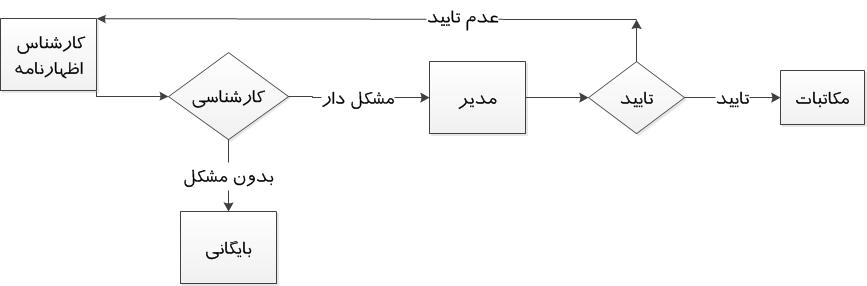 عدم تایید
کارشناس
اظهارنامه
کارشناسی
مشکل دار
مدیر
تایید
تایید
مکاتبات
بدون مشکل
بایگانی